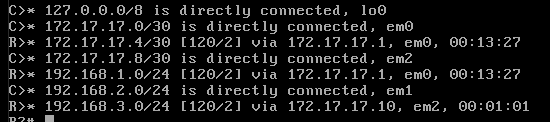 C>* 127.0.0.0/8 is directly connected, lo0
C>* 172.17.17.0/30 is directly connected, em0
R>* 172.17.17.4/30 [120/2] via 172.17.17.1, em0, 00:13:27
C>* 172.17.17.8/30 is directly connected, em2
R>* 192.168.1.0/24 [120/2] via 172.17.17.1, em0, 00:13:27
C>* 192.168.2.0/24 is directly connected, em1
R>* 192.168.3.0/24 [120/2] via 172.17.17.10, em2, 00:01:01
R2#